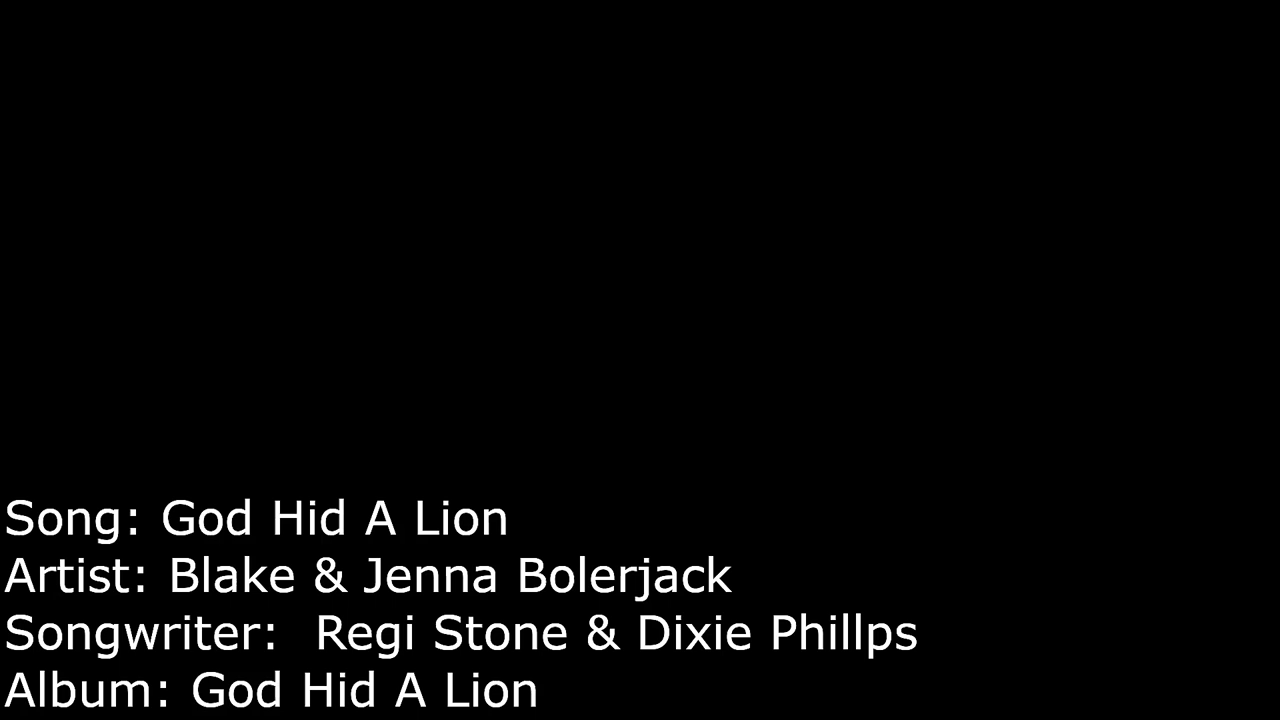 Song: God Hid A Lion
Artist: Blake & Jenna Bolerjack
Songwriter:  Regi Stone & Dixie Phillps
Album: God Hid A Lion